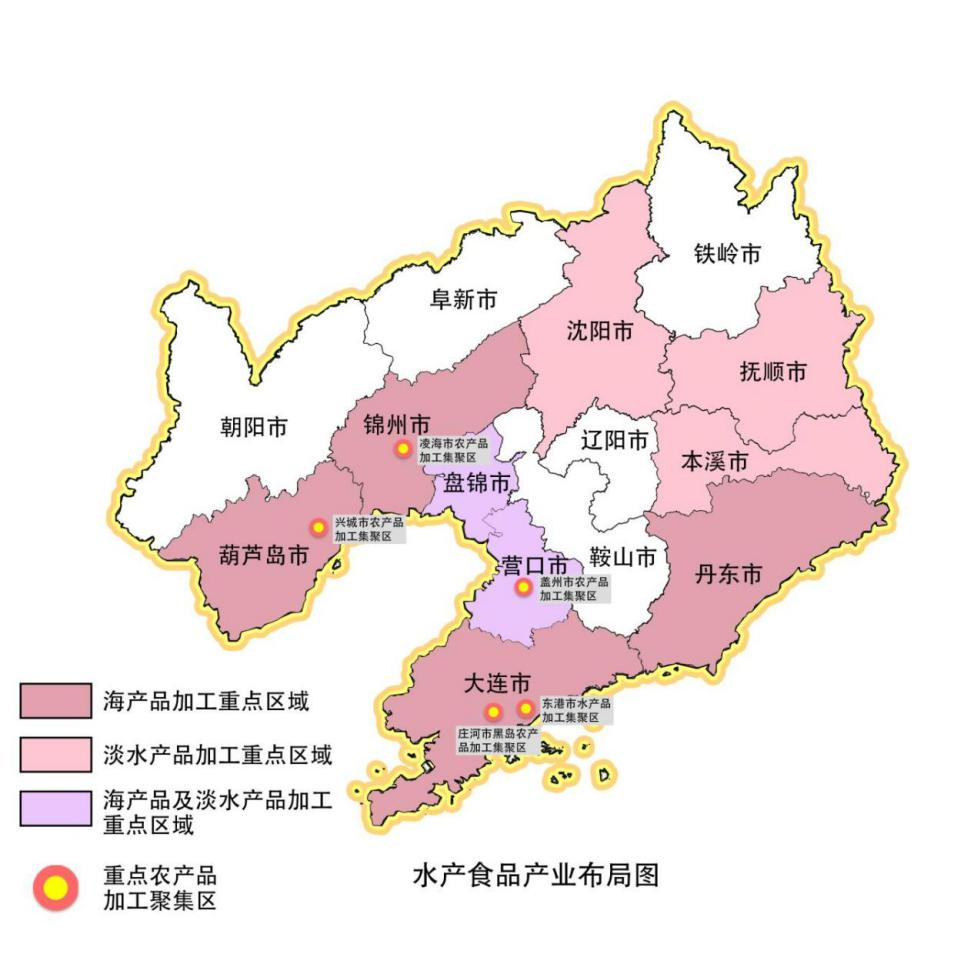 铁岭市
阜新市
沈阳市
抚顺市
朝阳市
锦州市
凌海市农产品
加工集聚区
辽阳市
本溪市
盘锦市
兴城市农产品
加工集聚区
葫芦岛市
营口市
鞍山市
丹东市
盖州市农产品
加工集聚区
大连市
东港市水产品
加工集聚区
庄河市黑岛农产
品加工集聚区
海产品加工重点区域
淡水产品加工重点区域
海产品及淡水产品加工
重点区域
重点农产品
加工聚集区
水产食品产业布局图